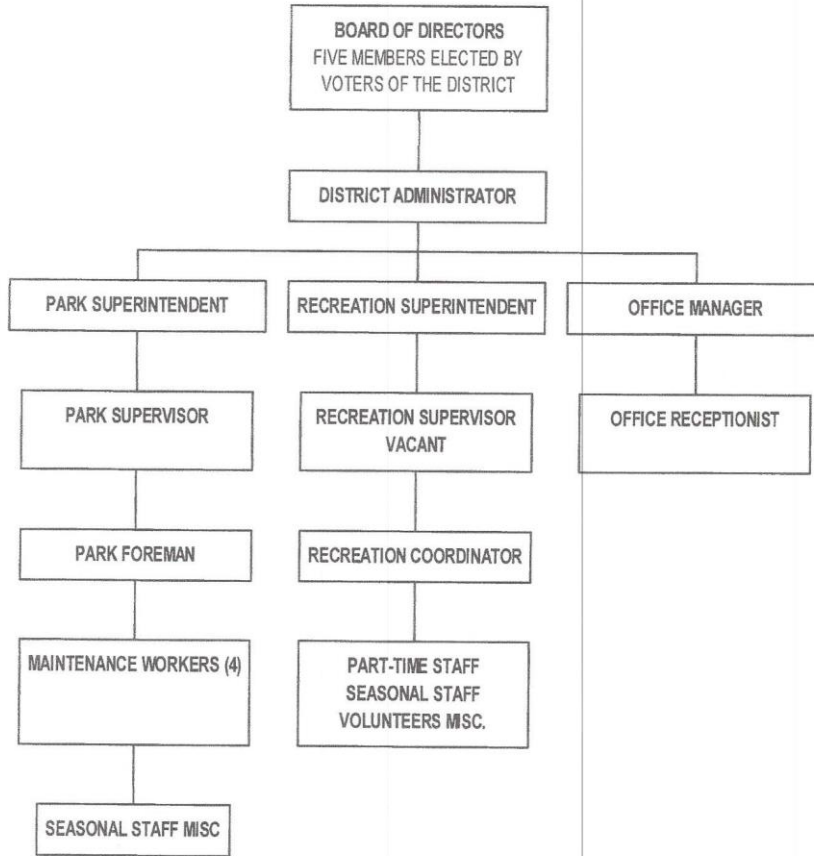 BOARD OF DIRECTORS
FIVE MEMBERS ELECTED BY
VOTERS OF THE DISTRICT
DISTRICT ADMINISTRATOR
PARK SUPERINTENDENT
RECREATION SUPERINTENDENT
OFFICE MANAGER
PARK SUPERVISOR
RECREATION SUPERVISOR
VACANT
OFFICE RECEPTIONIST
PARK FOREMAN
RECREATION COORDINATOR
MAINTENANCE WORKERS (4)
PART-TIME STAFF
SEASONAL STAFF
VOLUNTEERS MISC.
SEASONAL STAFF MISC